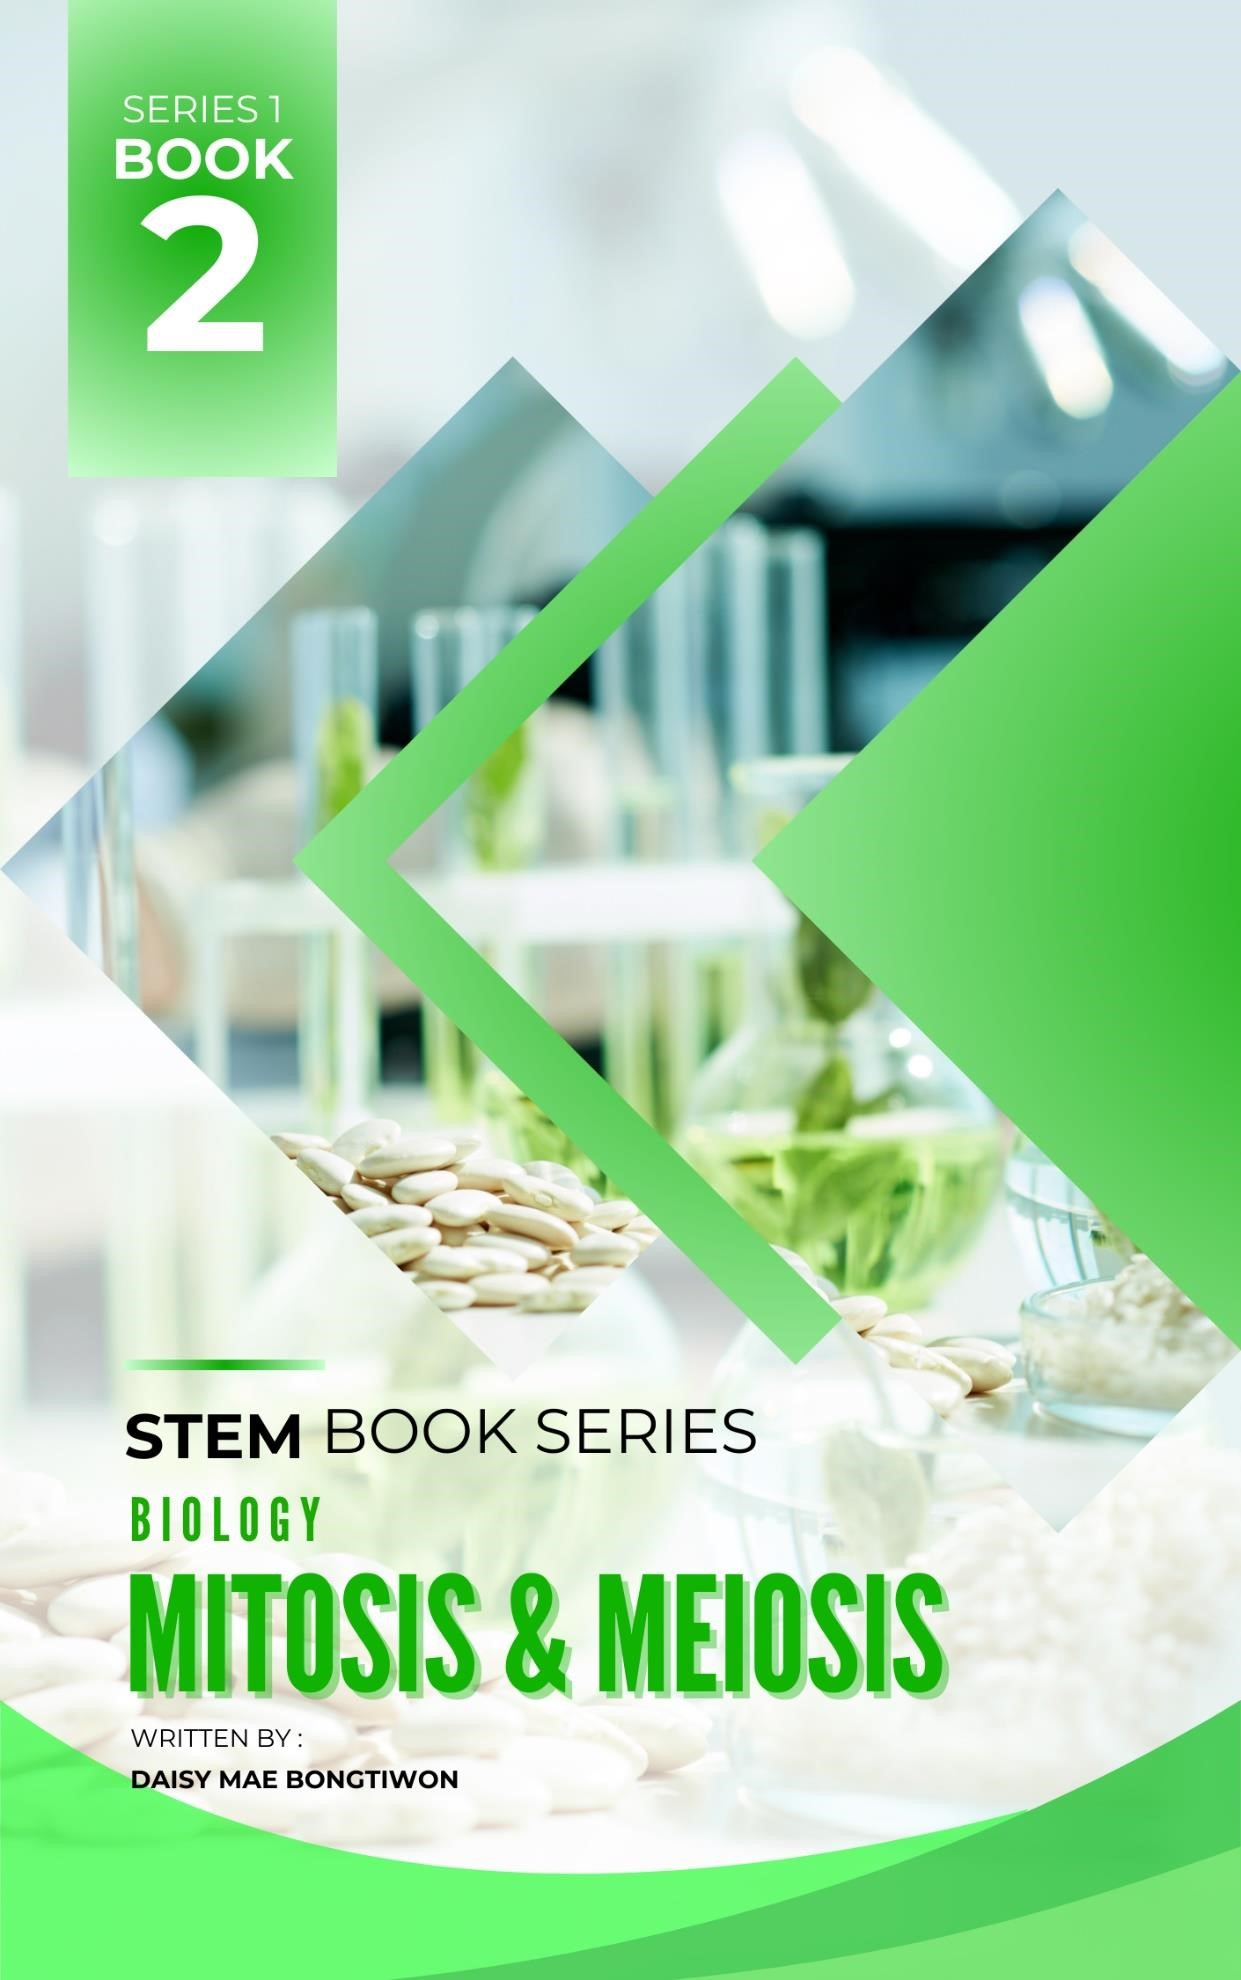 SERIES 1
BOOK
2
STEM BOOK SERIES
BIOLOGY
MITOSIS & MEIOSIS
WRITTEN BY :
DAISY MAE BONGTIWON